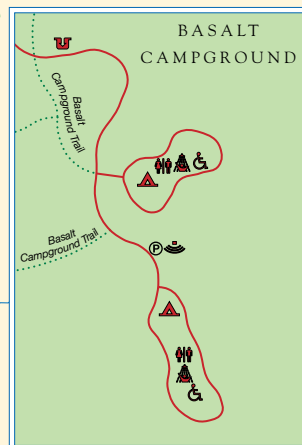 BASALT
CAMPGROUND
Basalt
Campground Trail
Basalt
Campground Trail
P